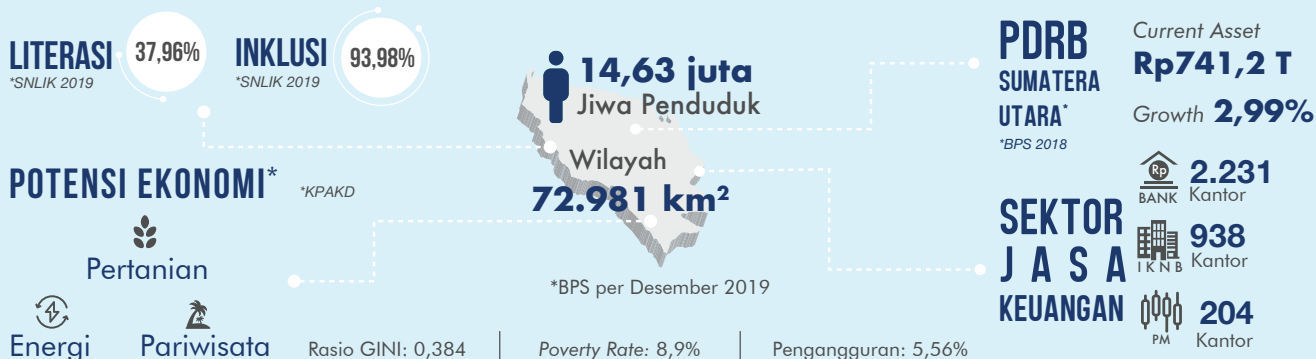 LITERASI
*SNLIK 2019
37,96%
INKLUSI
*SNLIK 2019
93,98%
14,63 juta
Jiwa Penduduk
Wilayah
72.981 km²
*BPS per Desember 2019
POTENSI EKONOMI*
*KPAKD
Pertanian
Energi
Pariwisata
Rasio GINI: 0,384
Poverty Rate: 8,9%
Pengangguran: 5,56%
PDRB
SUMATERA
UTARA*
*BPS 2018
Current Asset
Rp741,2 T
Growth 2,99%
SEKTOR
JASA
KEUANGAN
Rp
BANK
2.231
Kantor
IKNB
938
Kantor
PM
204
Kantor